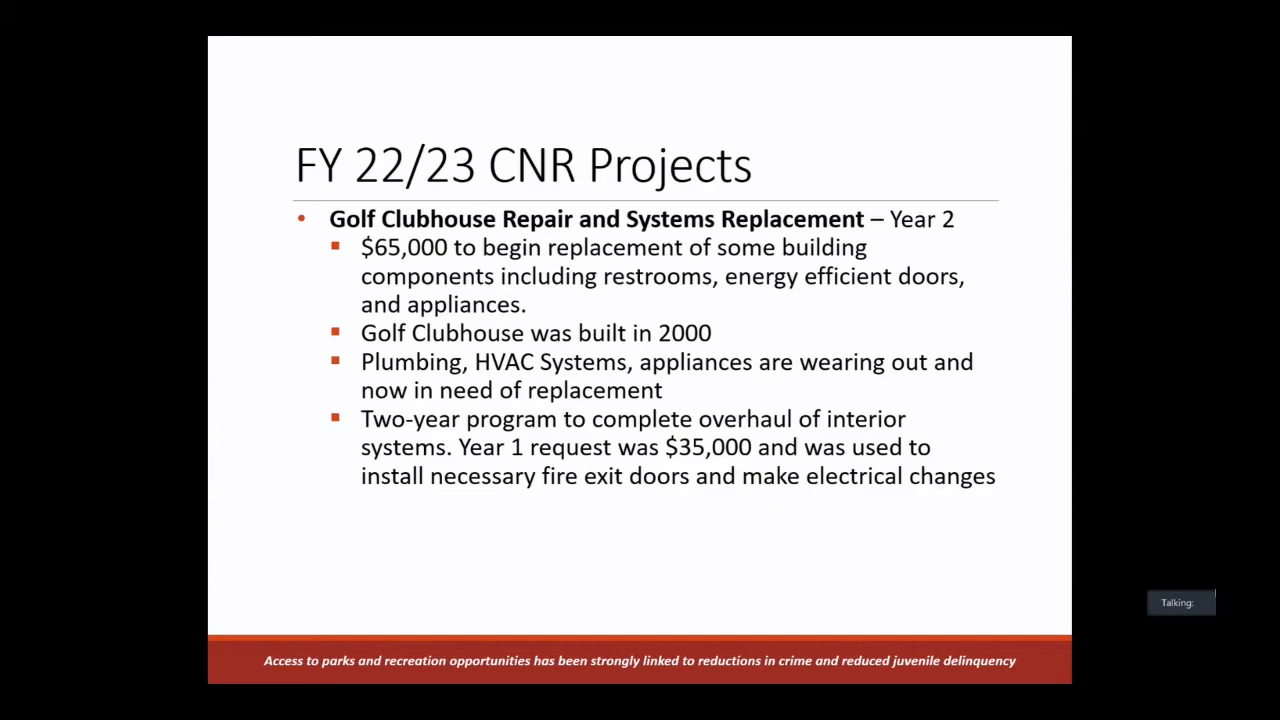 FY 22/23 CNR Projects
• Golf Clubhouse Repair and Systems Replacement – Year 2
▪ $65,000 to begin replacement of some building
components including restrooms, energy efficient doors,
and appliances.
▪ Golf Clubhouse was built in 2000
▪ Plumbing, HVAC Systems, appliances are wearing out and
now in need of replacement
▪ Two-year program to complete overhaul of interior
systems. Year 1 request was $35,000 and was used to
install necessary fire exit doors and make electrical changes
Talking:
Access to parks and recreation opportunities has been strongly linked to reductions in crime and reduced juvenile delinquency